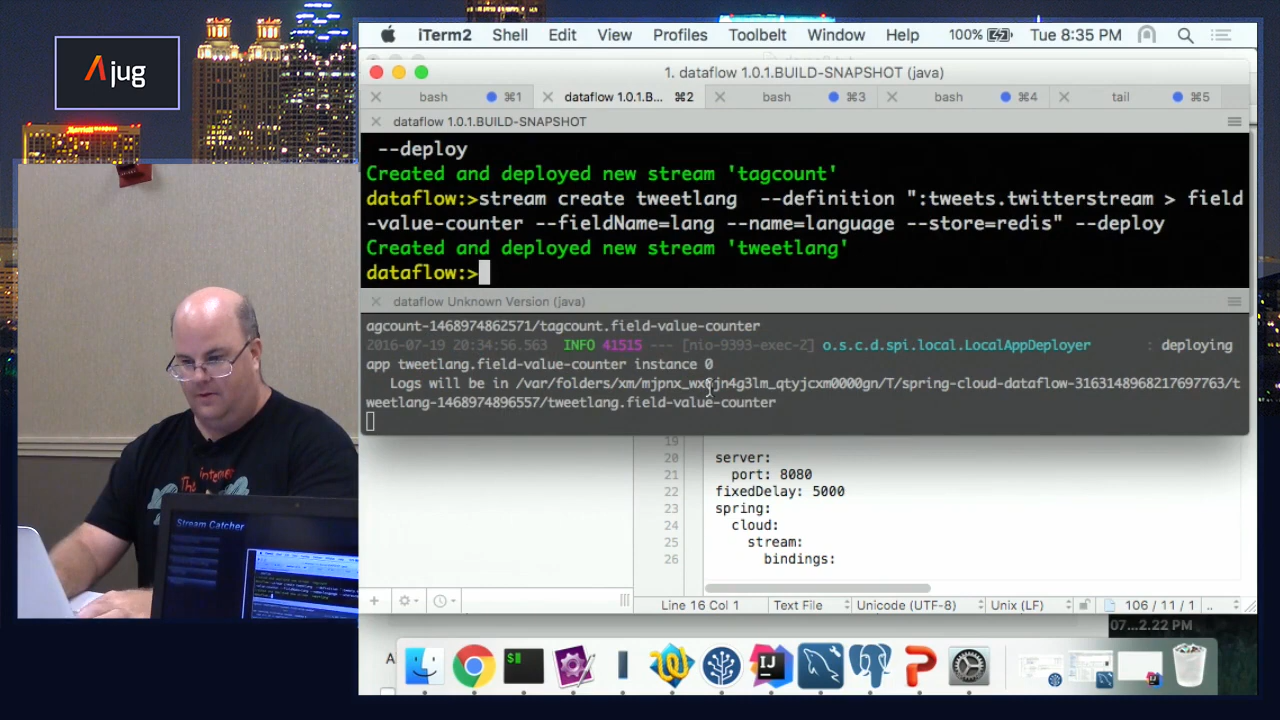 jug
iTerm2 Shell Edit View Profiles Toolbelt Window Help 100% Tue 8:35 PM
1. dataflow 1.0.1.BUILD-SNAPSHOT (java)
bash ⌘1 dataflow 1.0.1.B... ⌘2 bash ⌘3 bash ⌘4 tail ⌘5
dataflow 1.0.1.BUILD-SNAPSHOT
--deploy
Created and deployed new stream 'tagcount'
dataflow:>stream create tweetlang --definition ":tweets.twitterstream > field
-value-counter --fieldName=lang --name=language --store=redis" --deploy
Created and deployed new stream 'tweetlang'
dataflow:>
dataflow Unknown Version (java)
agcount-1468974862571/tagcount.field-value-counter
2016-07-19 20:34:56.563 INFO 41515 --- [nio-9393-exec-2] o.s.c.d.spi.local.LocalAppDeployer : deploying
app tweetlang.field-value-counter instance 0
Logs will be in /var/folders/xm/mjpnx_wx6jn4g3lm_qtyjcxm0000gn/T/spring-cloud-dataflow-3163148968217697763/t
weetlang-1468974896557/tweetlang.field-value-counter
19
20 server:
21 port: 8080
22 fixedDelay: 5000
23 spring:
24 cloud:
25 stream:
26 bindings:
Line 16 Col 1 Text File Unicode (UTF-8) Unix (LF) 106 / 11 / 1 ..
07...2.22 PM
A
Marriott
The
Stream Catcher